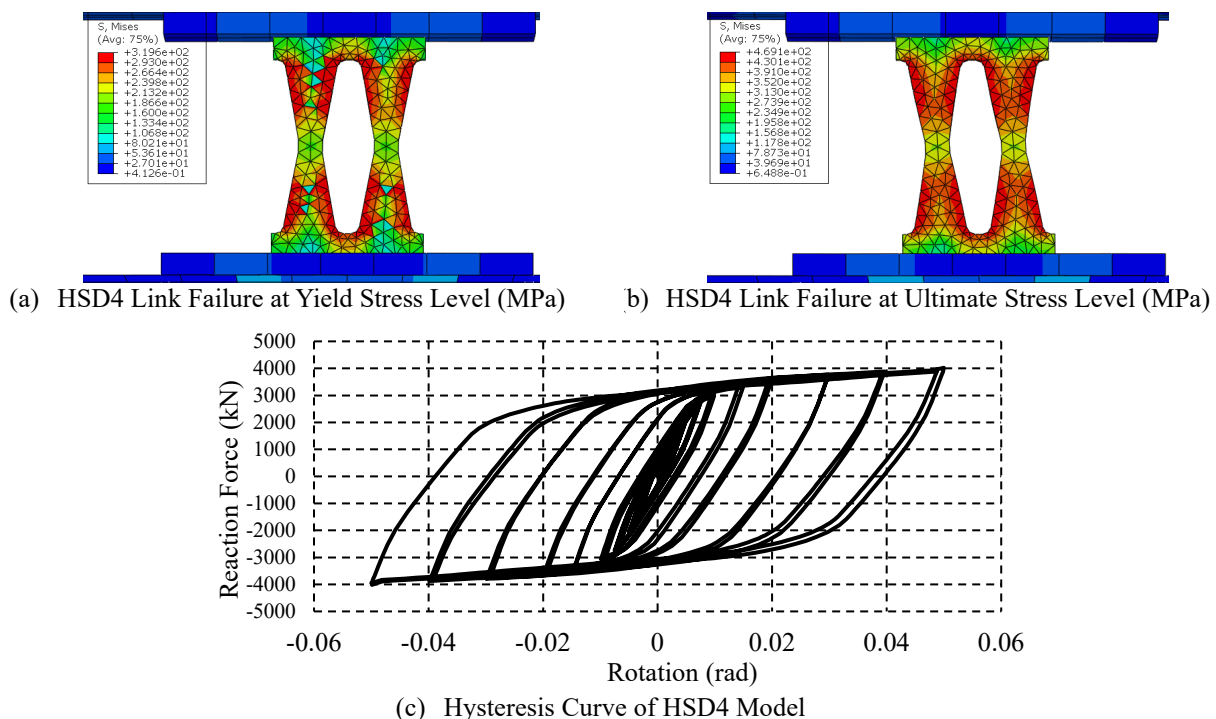 S, Mises
(Avg: 75%)
+3.196e+02
+2.930e+02
+2.664e+02
+2.398e+02
+2.132e+02
+1.866e+02
+1.600e+02
+1.334e+02
+1.068e+02
+8.021e+01
+5.361e+01
+2.701e+01
+4.126e-01
S, Mises
(Avg: 75%)
+4.691e+02
+4.301e+02
+3.910e+02
+3.520e+02
+3.130e+02
+2.739e+02
+2.349e+02
+1.958e+02
+1.568e+02
+1.178e+02
+7.873e+01
+3.969e+01
+6.488e-01
(a) HSD4 Link Failure at Yield Stress Level (MPa)
b) HSD4 Link Failure at Ultimate Stress Level (MPa)
Reaction Force (kN)
5000
4000
3000
2000
1000
0
-1000
-2000
-3000
-4000
-5000
-0.06 -0.04 -0.02 0 0.02 0.04 0.06
Rotation (rad)
(c) Hysteresis Curve of HSD4 Model